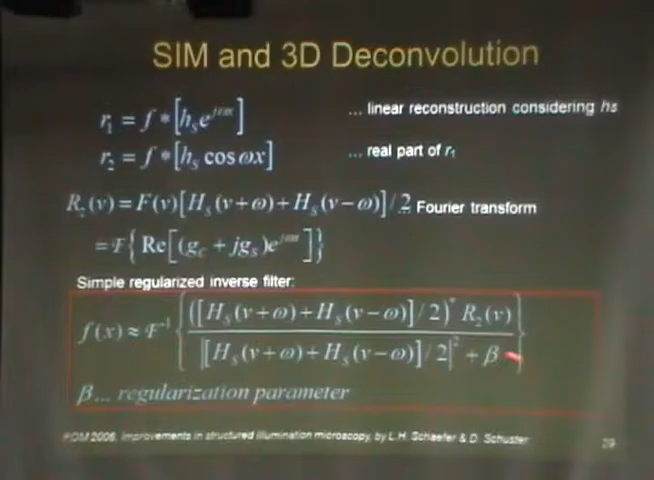 SIM and 3D Deconvolution
r₁ = f * [hₛe^{jωx}] ... linear reconstruction considering hs
r₂ = f * [hₛ cos ωx] ... real part of r₁
R₂(v) = F(v)[Hₛ(v+ω)+Hₛ(v−ω)]/2 ... Fourier transform
= F{Re[(g_c + jgₛ)e^{jωx}]}
Simple regularized inverse filter:
f(x) ≈ F⁻¹ { ([Hₛ(v+ω)+Hₛ(v−ω)]/2)* R₂(v) / |[Hₛ(v+ω)+Hₛ(v−ω)]/2|² + β }
β... regularization parameter
FOM 2006, Improvements in structured illumination microscopy, by L.H. Schaefer & D. Schuster
29